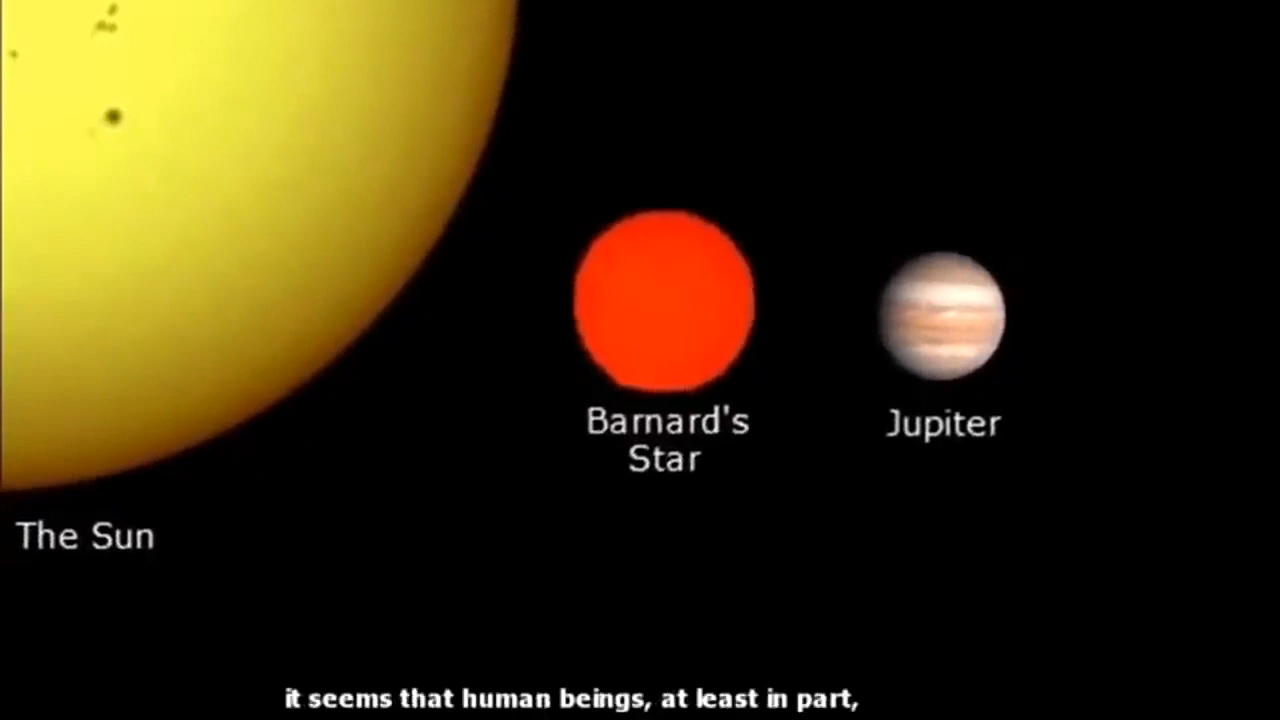 Barnard's
Star
Jupiter
The Sun
it seems that human beings, at least in part,